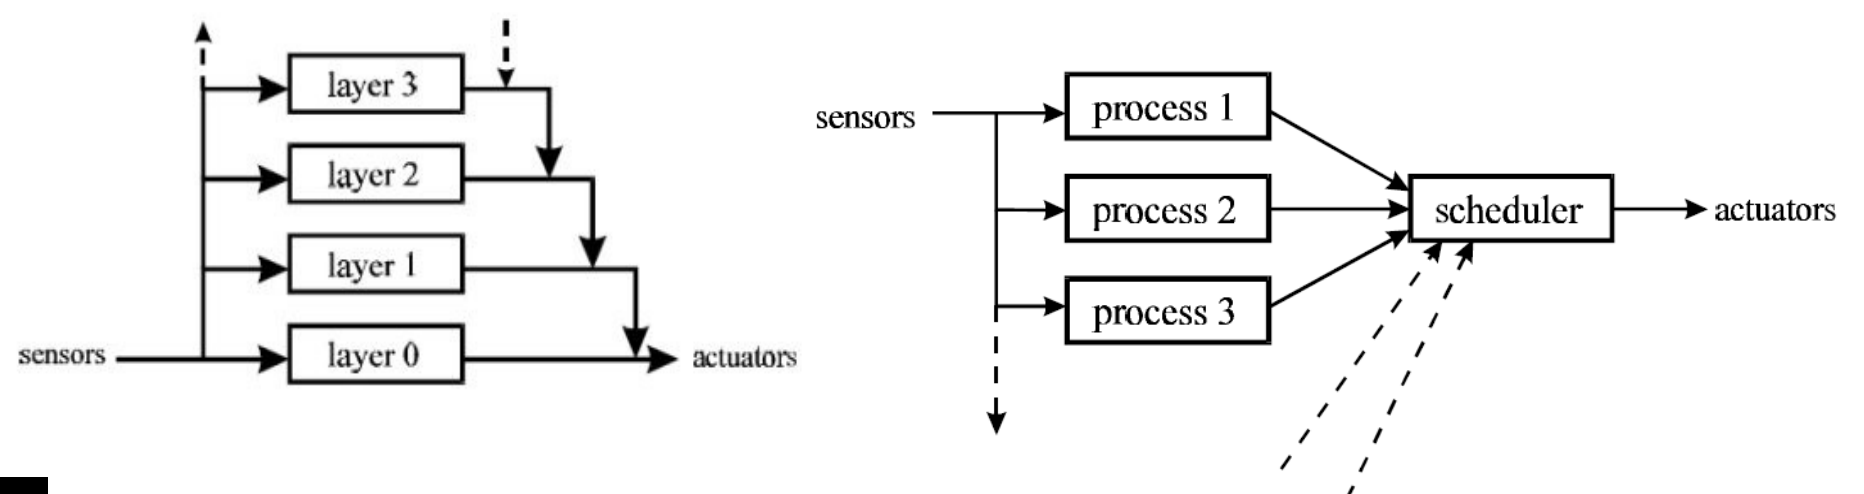 layer 3
layer 2
layer 1
sensors
layer 0
actuators
sensors
process 1
process 2
process 3
scheduler
actuators